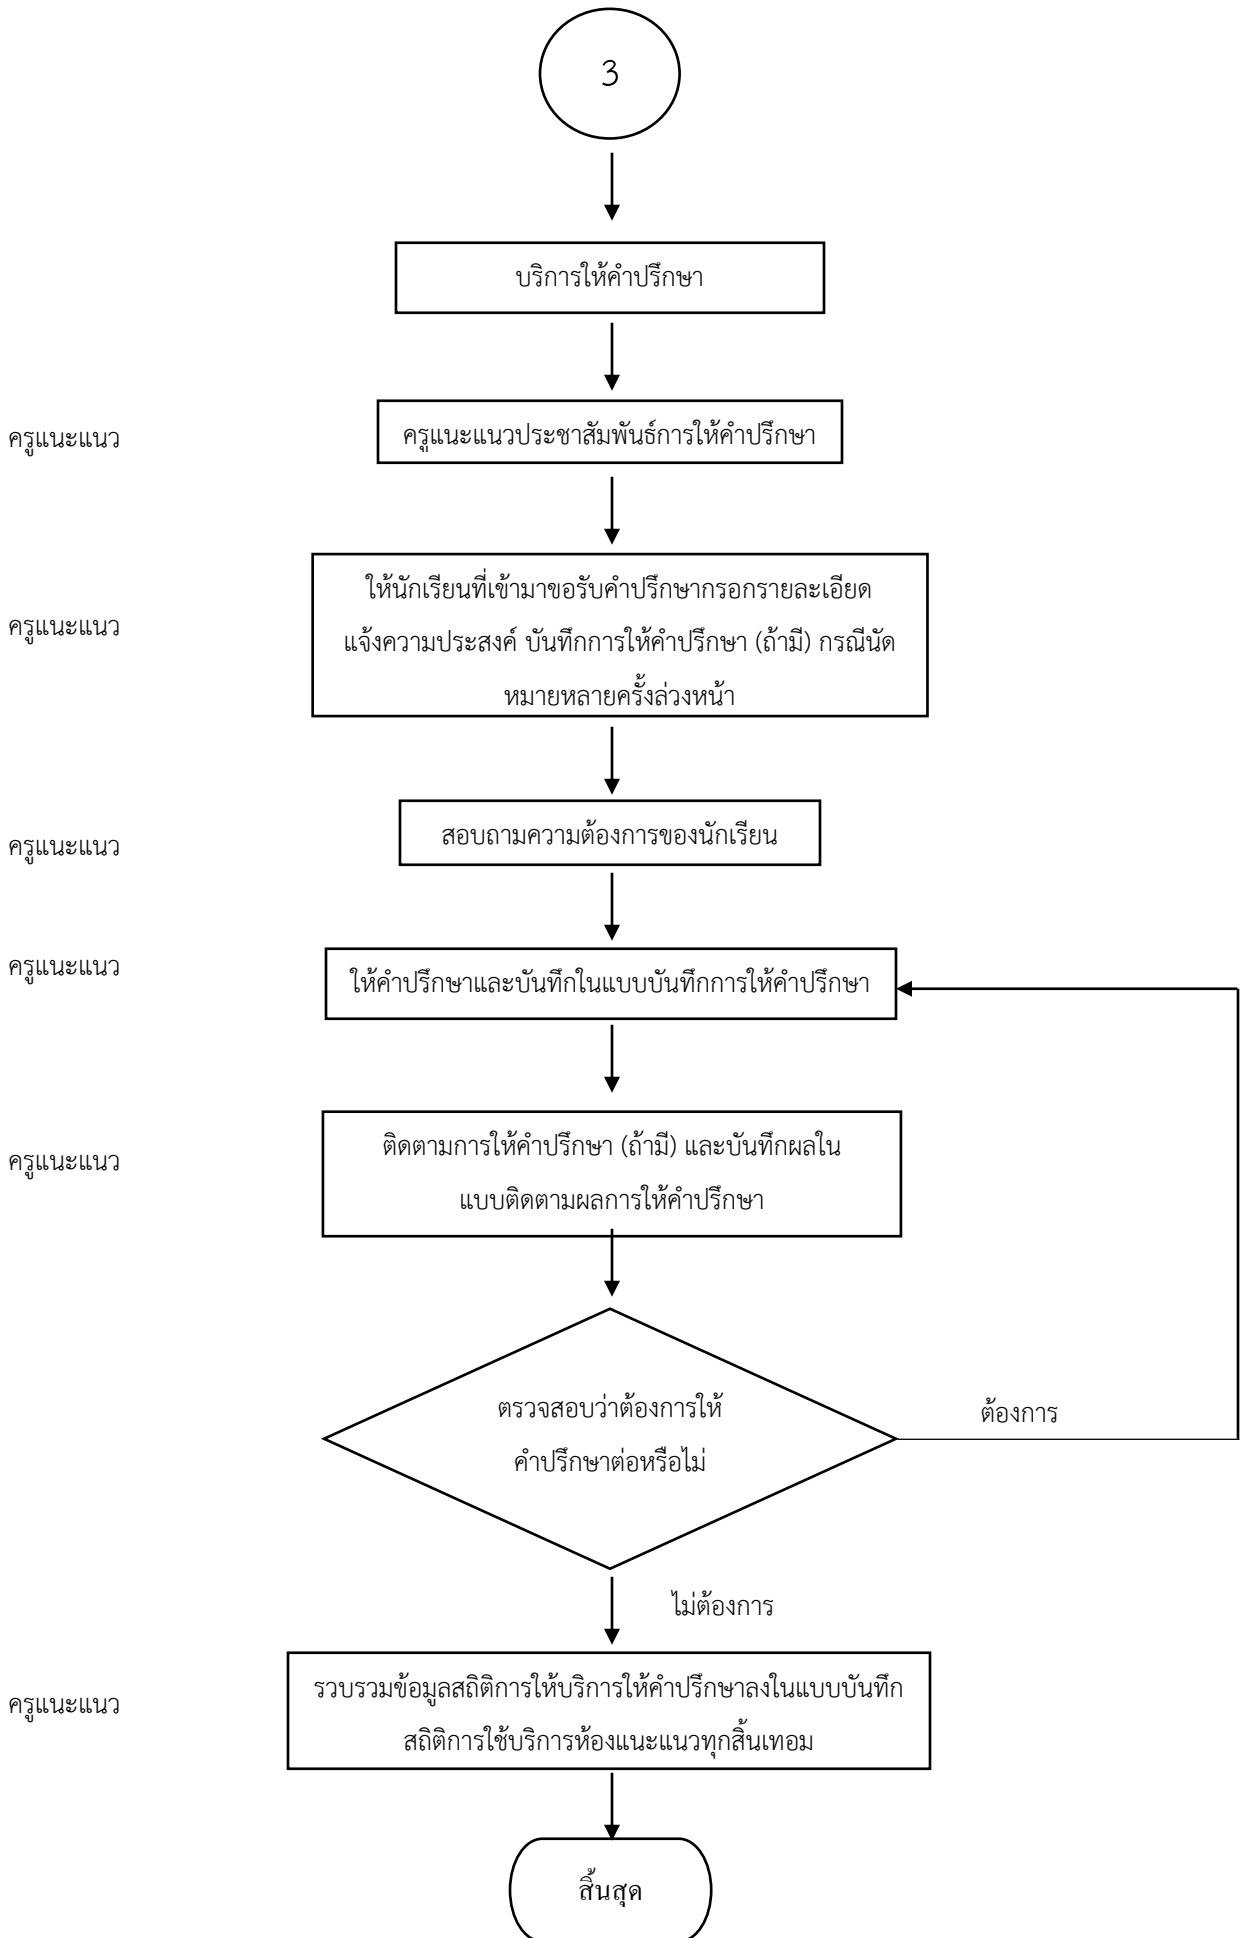 3
บริการให้คำปรึกษา
ครูแนะแนว
ครูแนะแนวประชาสัมพันธ์การให้คำปรึกษา
ครูแนะแนว
ให้นักเรียนที่เข้ามาขอรับคำปรึกษากรอกรายละเอียด
แจ้งความประสงค์ บันทึกการให้คำปรึกษา (ถ้ามี) กรณีนัด
หมายหลายครั้งล่วงหน้า
ครูแนะแนว
สอบถามความต้องการของนักเรียน
ครูแนะแนว
ให้คำปรึกษาและบันทึกในแบบบันทึกการให้คำปรึกษา
ครูแนะแนว
ติดตามการให้คำปรึกษา (ถ้ามี) และบันทึกผลใน
แบบติดตามผลการให้คำปรึกษา
ตรวจสอบว่าต้องการให้
คำปรึกษาต่อหรือไม่
ต้องการ
ไม่ต้องการ
ครูแนะแนว
รวบรวมข้อมูลสถิติการให้บริการให้คำปรึกษาลงในแบบบันทึก
สถิติการใช้บริการห้องแนะแนวทุกสิ้นเทอม
สิ้นสุด